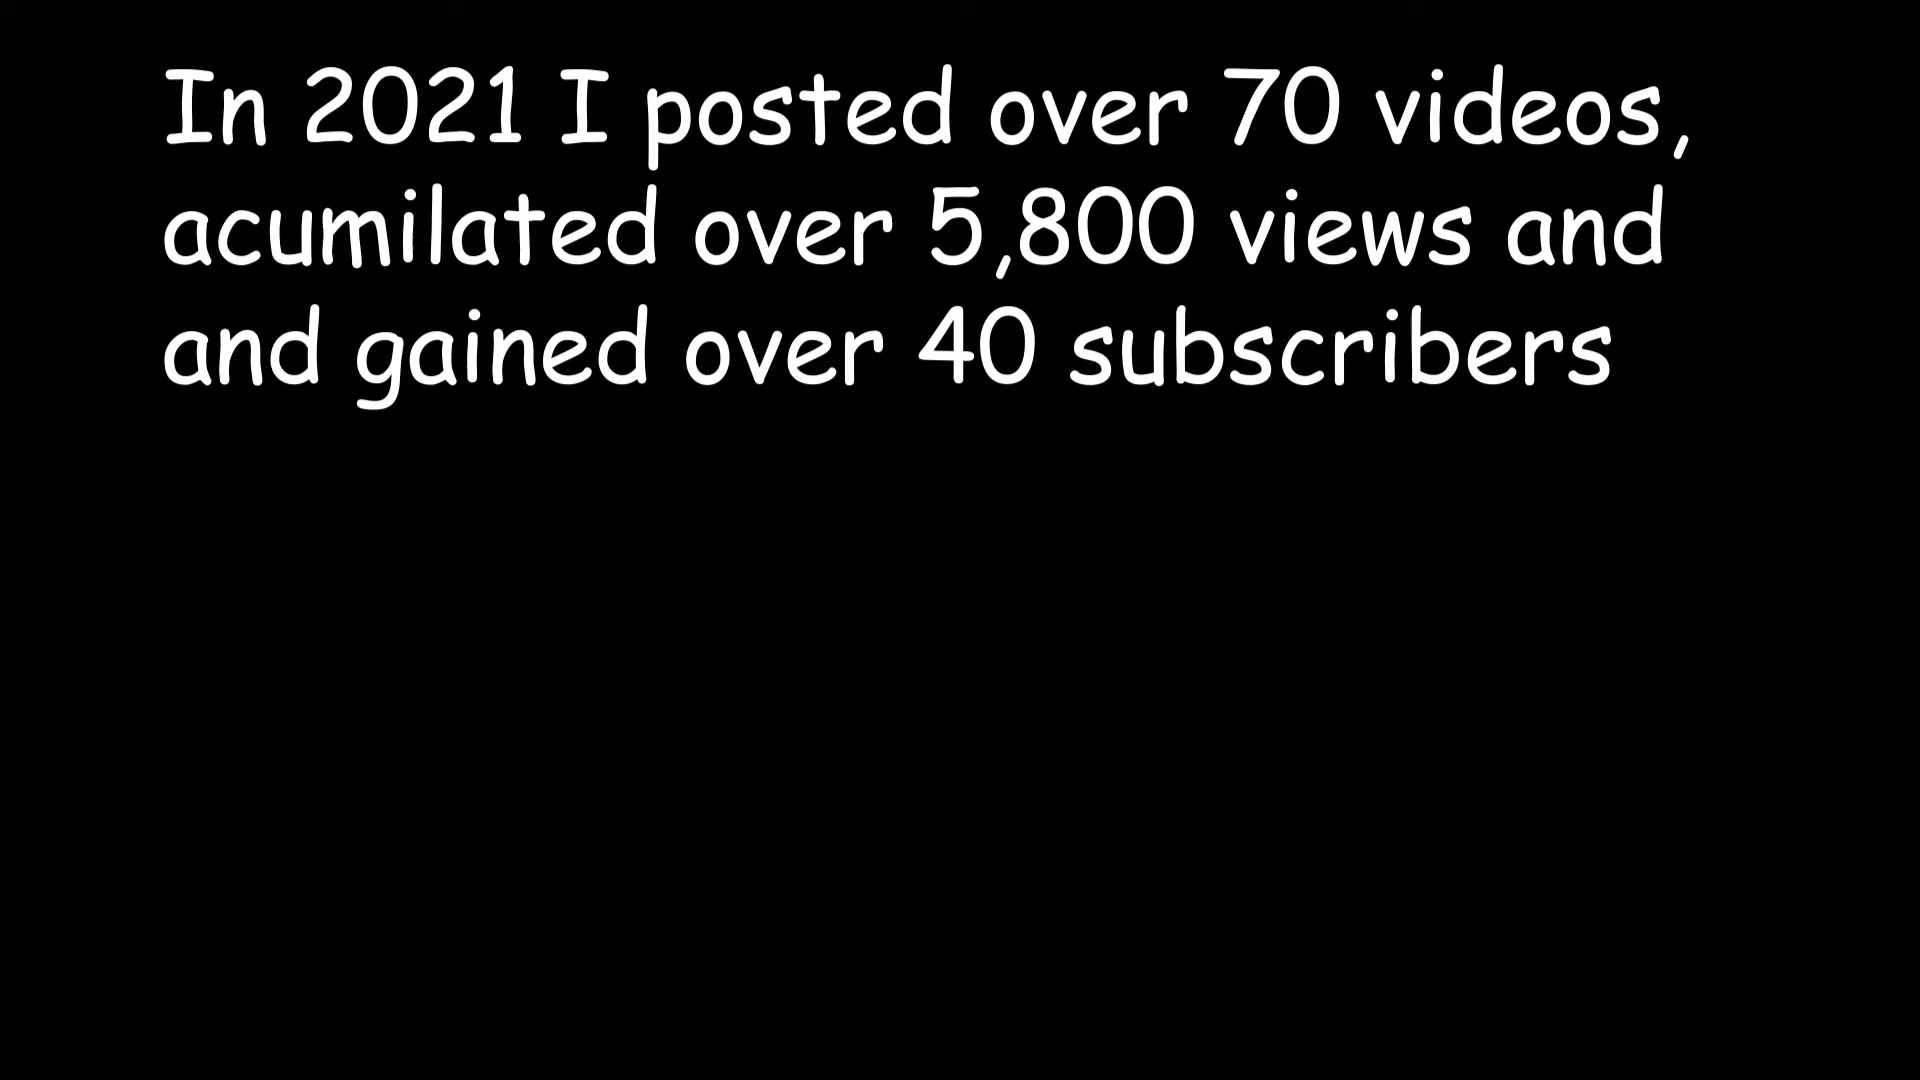 In 2021 I posted over 70 videos,
acumilated over 5,800 views and
and gained over 40 subscribers